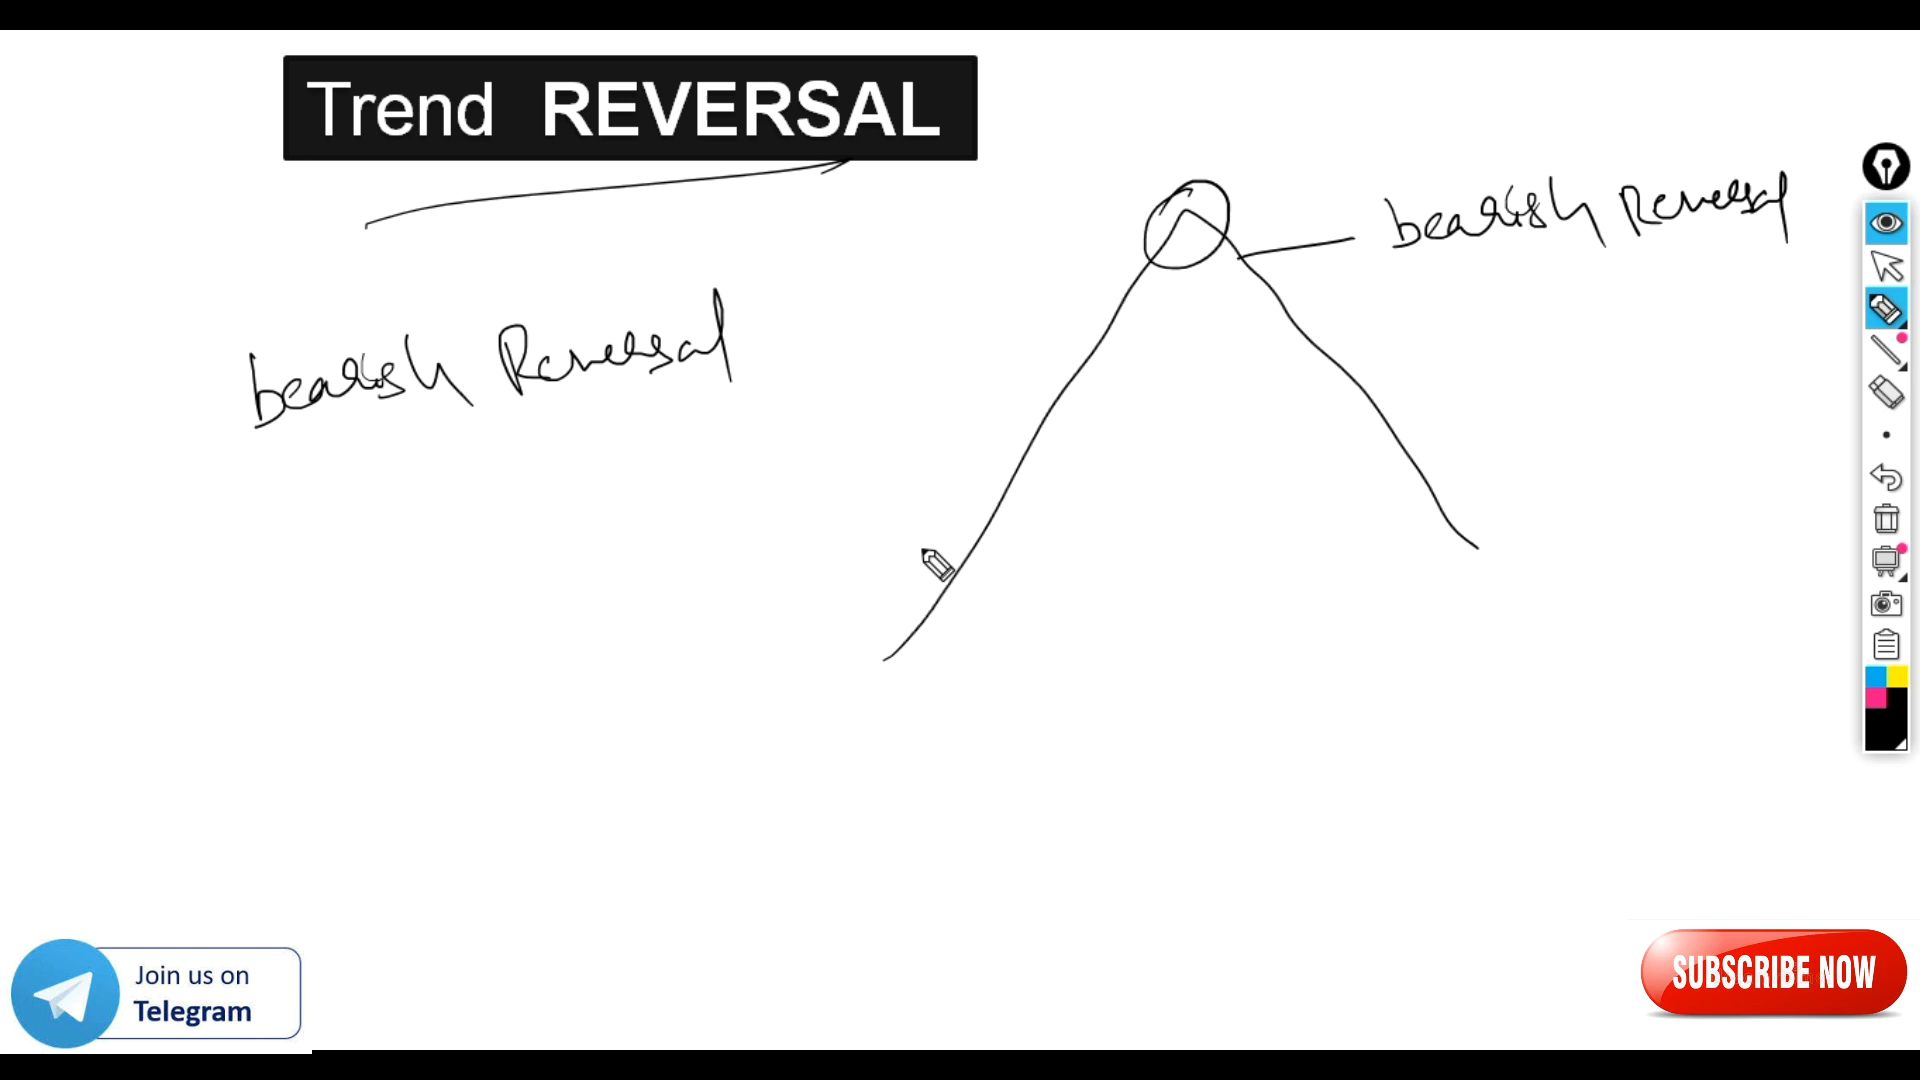 Trend REVERSAL
bearish Reversal
bearish Reversal
Join us on
Telegram
SUBSCRIBE NOW